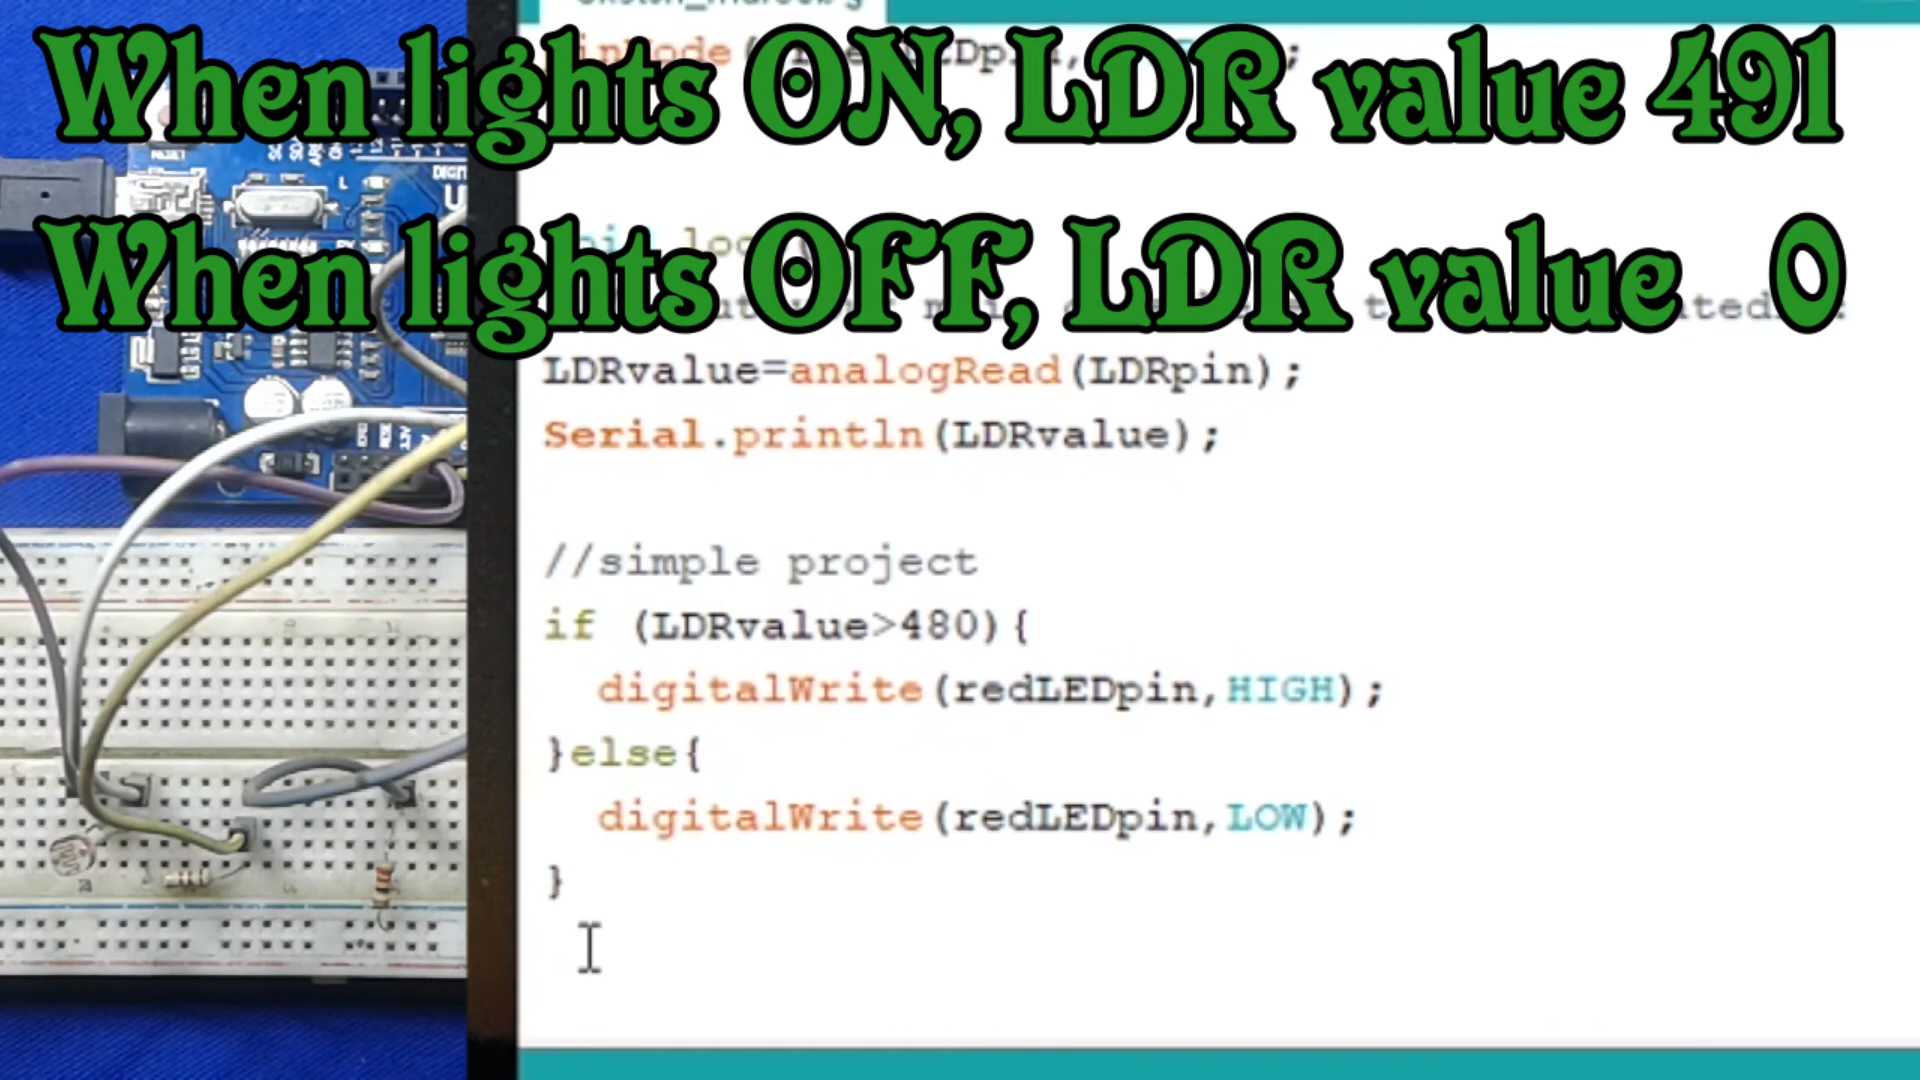 When lights ON, LDR value 491
When lights OFF, LDR value 0
RESET
LDRvalue=analogRead(LDRpin);
Serial.println(LDRvalue);
//simple project
if (LDRvalue>480){
digitalWrite(redLEDpin,HIGH);
}else{
digitalWrite(redLEDpin,LOW);
}